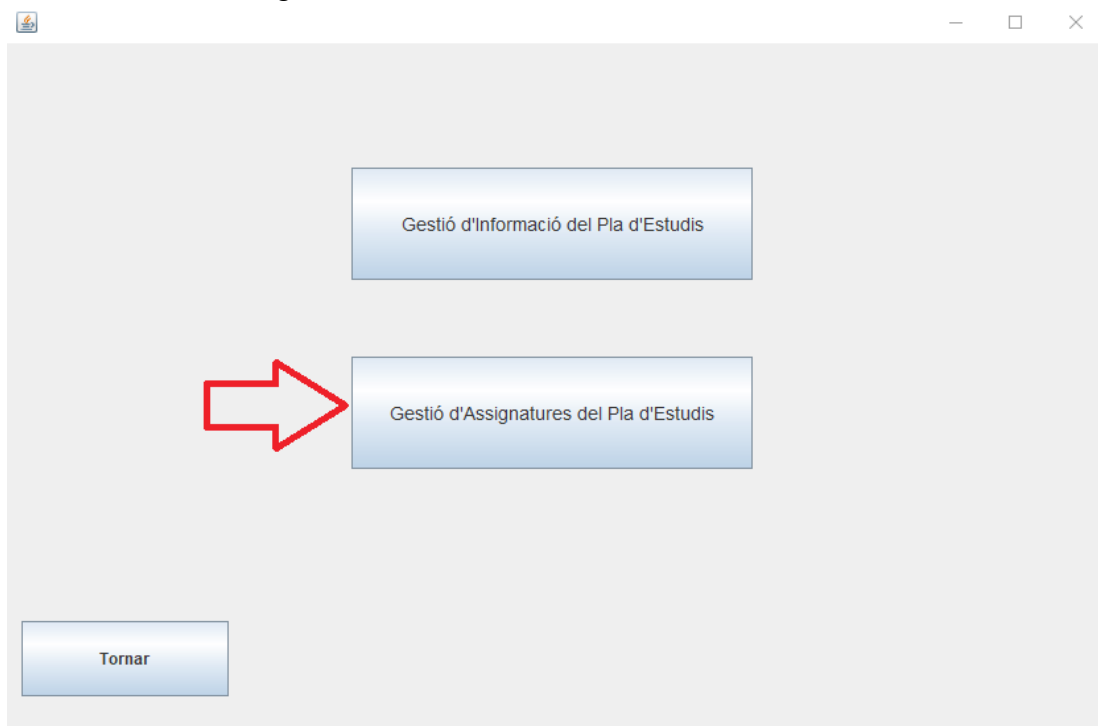 Gestió d'Informació del Pla d'Estudis
Gestió d'Assignatures del Pla d'Estudis
Tornar